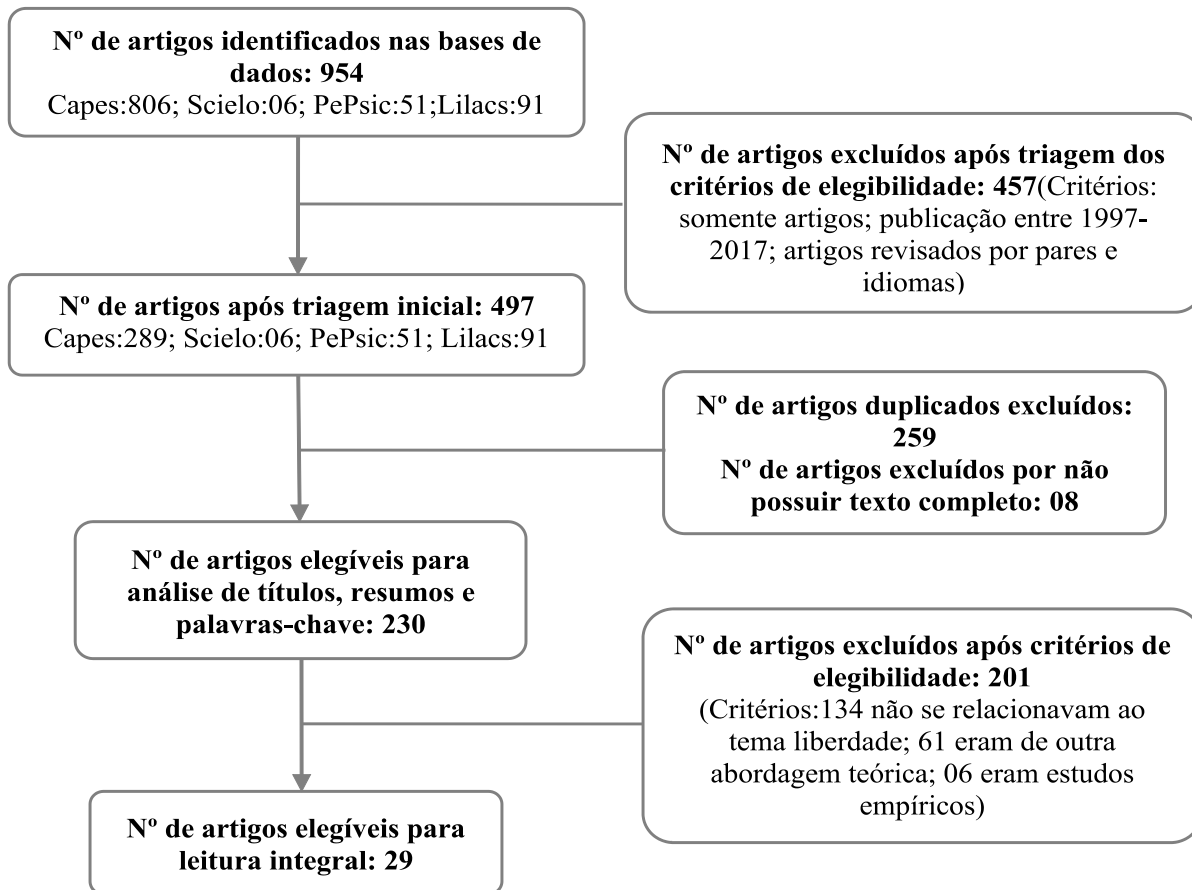 Nº de artigos identificados nas bases de
dados: 954
Capes:806; Scielo:06; PePsic:51;Lilacs:91
Nº de artigos excluídos após triagem dos
critérios de elegibilidade: 457(Critérios:
somente artigos; publicação entre 1997-
2017; artigos revisados por pares e
idiomas)
Nº de artigos após triagem inicial: 497
Capes:289; Scielo:06; PePsic:51; Lilacs:91
Nº de artigos duplicados excluídos:
259
Nº de artigos excluídos por não
possuir texto completo: 08
Nº de artigos elegíveis para
análise de títulos, resumos e
palavras-chave: 230
Nº de artigos excluídos após critérios de
elegibilidade: 201
(Critérios:134 não se relacionavam ao
tema liberdade; 61 eram de outra
abordagem teórica; 06 eram estudos
empíricos)
Nº de artigos elegíveis para
leitura integral: 29